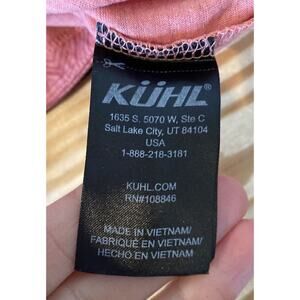 KÜHL®
1635 S. 5070 W, Ste C
Salt Lake City, UT 84104
USA
1-888-218-3181
KUHL.COM
RN#108846
MADE IN VIETNAM/
FABRIQUÉ EN VIETNAM/
HECHO EN VIETNAM